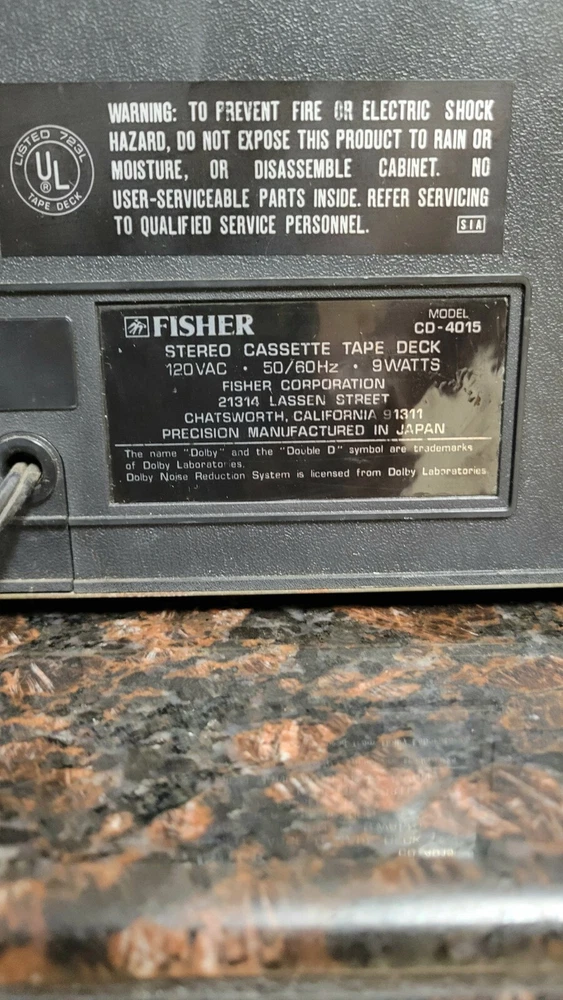 WARNING: TO PREVENT FIRE OR ELECTRIC SHOCK
HAZARD, DO NOT EXPOSE THIS PRODUCT TO RAIN OR
MOISTURE, OR DISASSEMBLE CABINET. NO
USER-SERVICEABLE PARTS INSIDE. REFER SERVICING
TO QUALIFIED SERVICE PERSONNEL.
SIA
LISTED 723L
UL
®
TAPE DECK
FISHER
MODEL
CD-4015
STEREO CASSETTE TAPE DECK
120VAC • 50/60Hz • 9WATTS
FISHER CORPORATION
21314 LASSEN STREET
CHATSWORTH, CALIFORNIA 91311
PRECISION MANUFACTURED IN JAPAN
The name "Dolby" and the "Double D" symbol are trademarks
of Dolby Laboratories.
Dolby Noise Reduction System is licensed from Dolby Laboratories.